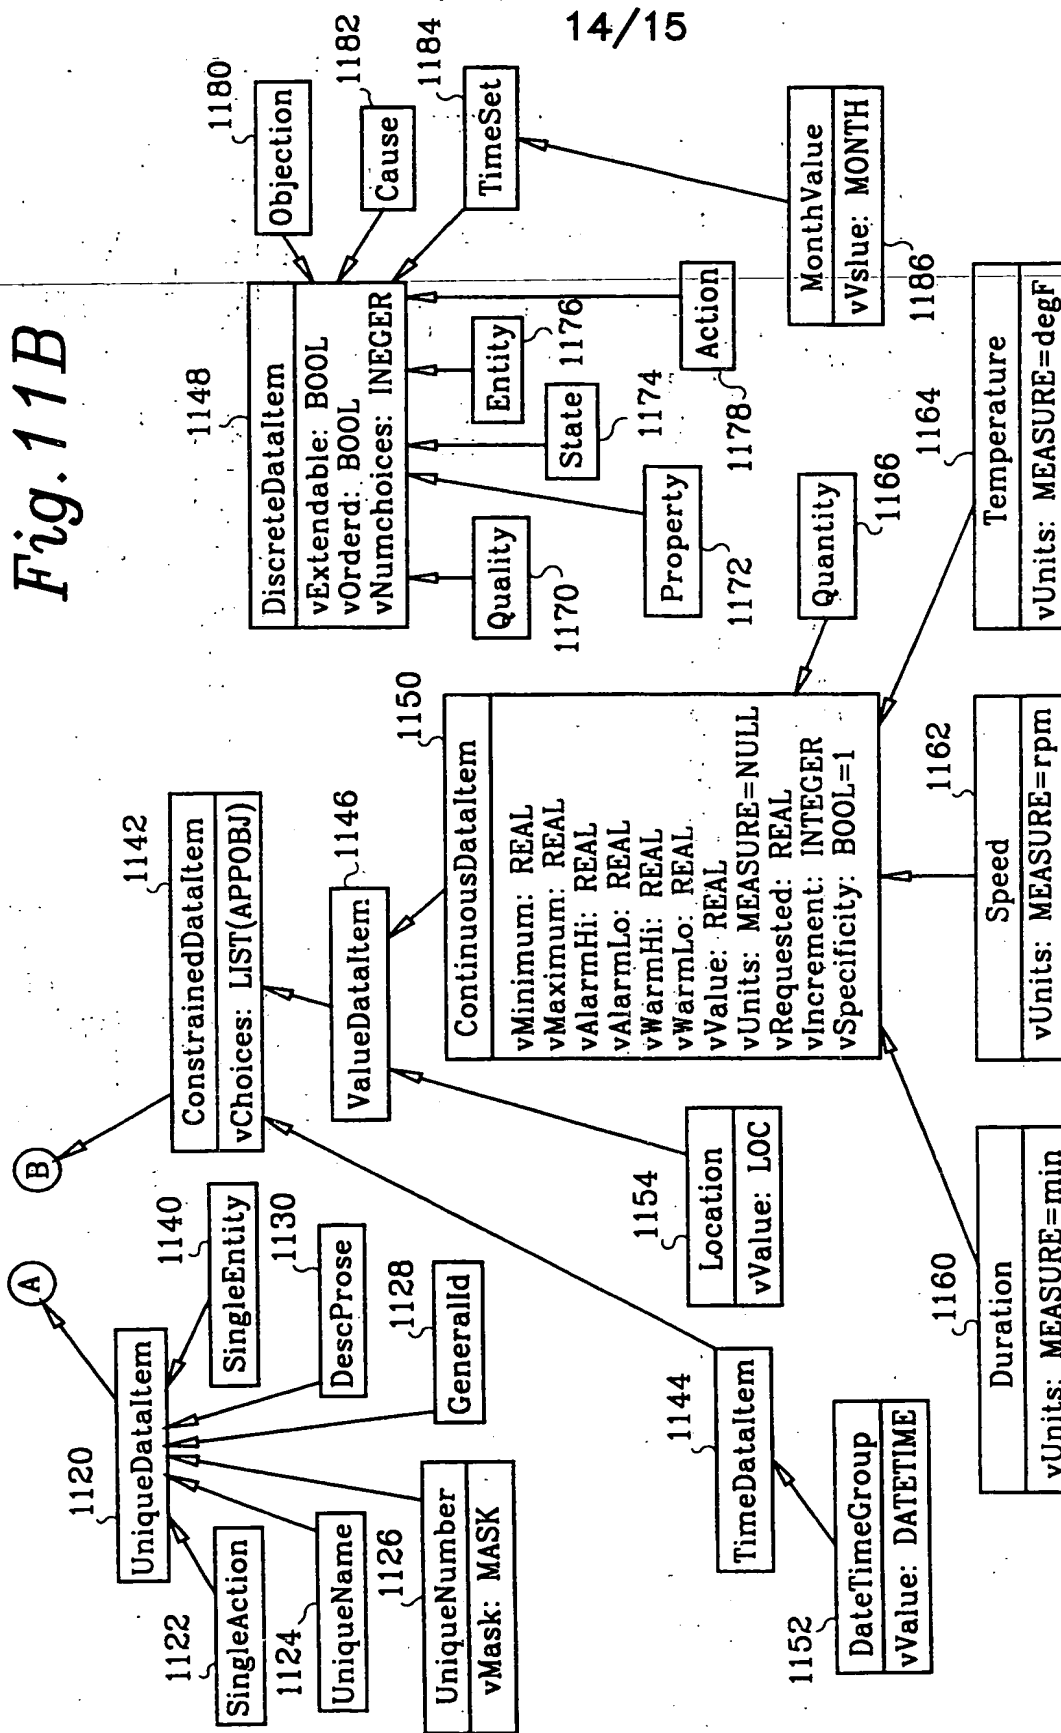 14/15
Fig. 11B
A
B
1120
UniqueDataItem
1122
SingleAction
1124
UniqueName
1126
UniqueNumber
vMask: MASK
1140
SingleEntity
1130
DescProse
1128
GeneralId
1142
ConstrainedDataItem
vChoices: LIST(APPOBJ)
1146
ValueDataItem
1144
TimeDataItem
1152
DateTimeGroup
vValue: DATETIME
1154
Location
vValue: LOC
1150
ContinuousDataItem
vMinimum: REAL
vMaximum: REAL
vAlarmHi: REAL
vAlarmLo: REAL
vWarmHi: REAL
vWarmLo: REAL
vValue: REAL
vUnits: MEASURE=NULL
vRequested: REAL
vIncrement: INTEGER
vSpecificity: BOOL=1
1160
Duration
vUnits: MEASURE=min
1162
Speed
vUnits: MEASURE=rpm
1164
Temperature
vUnits: MEASURE=degF
1166
Quantity
1148
DiscreteDataItem
vExtendable: BOOL
vOrderd: BOOL
vNumchoices: INEGER
1170
Quality
1172
Property
1174
State
1176
Entity
1178
Action
1180
Objection
1182
Cause
1184
TimeSet
1186
MonthValue
vVslue: MONTH